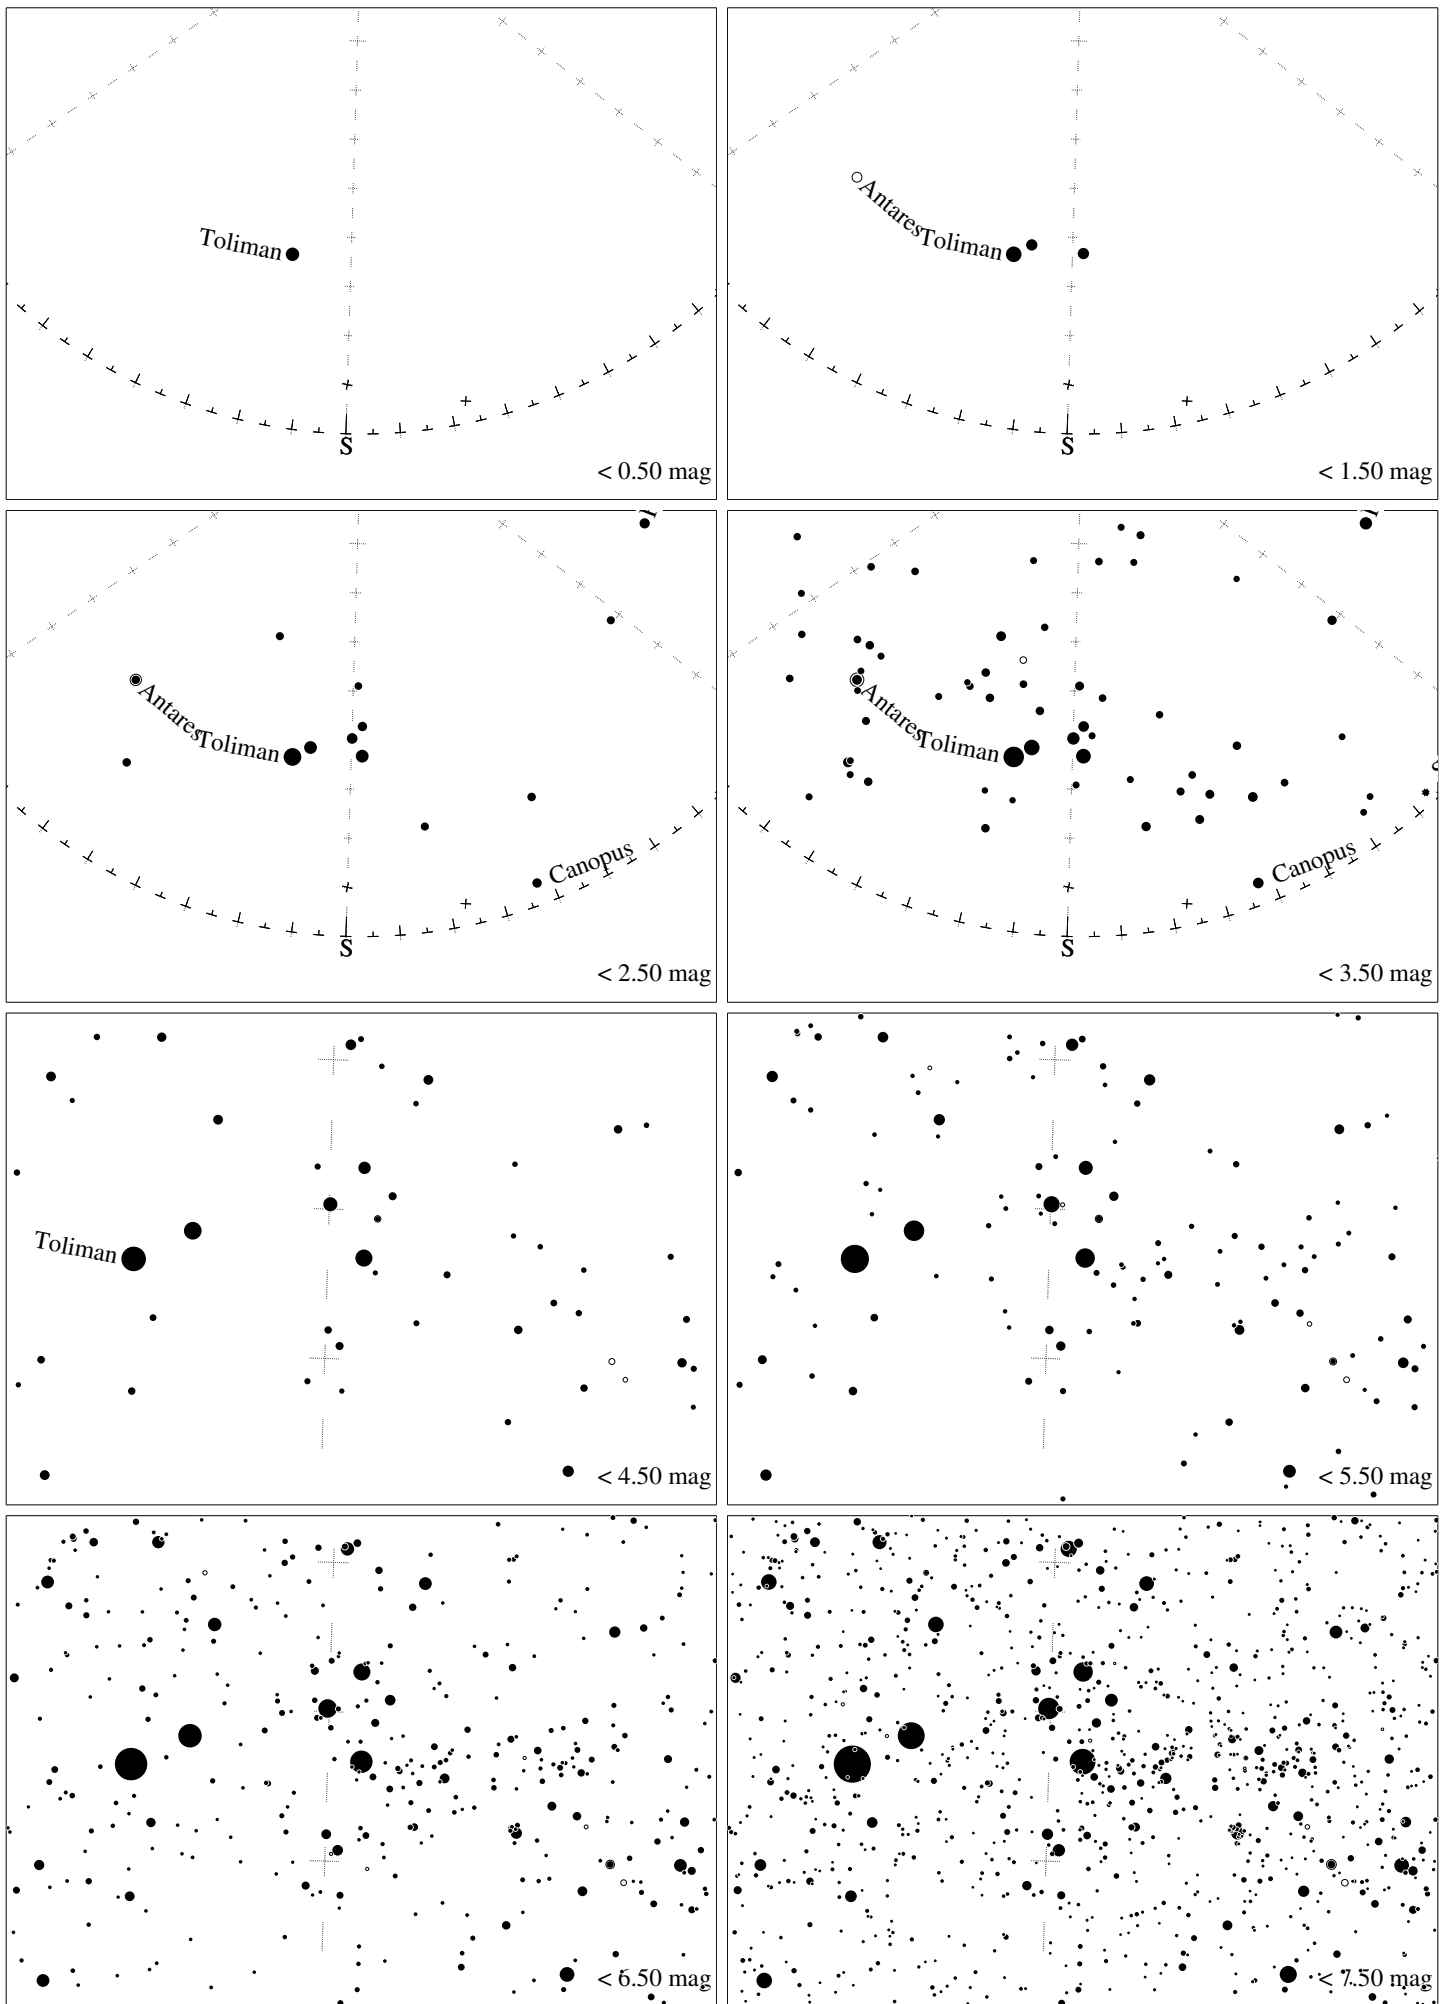 Toliman
S
< 0.50 mag
Antares
Toliman
S
< 1.50 mag
Antares
Toliman
Canopus
S
< 2.50 mag
Antares
Toliman
Canopus
S
< 3.50 mag
Toliman
< 4.50 mag
< 5.50 mag
< 6.50 mag
< 7.50 mag